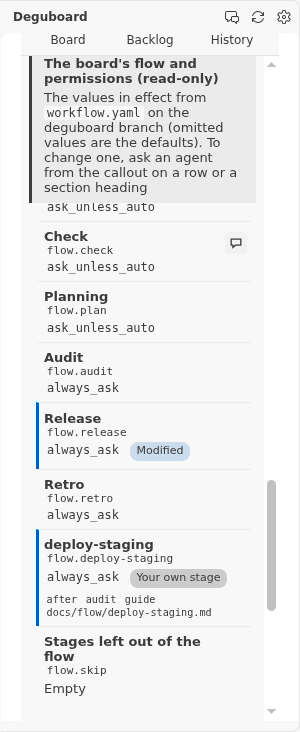 Deguboard
Board Backlog History
The board's flow and
permissions (read-only)
The values in effect from
workflow.yaml on the
deguboard branch (omitted
values are the defaults). To
change one, ask an agent
from the callout on a row or a
section heading
ask_unless_auto
Check
flow.check
ask_unless_auto
Planning
flow.plan
ask_unless_auto
Audit
flow.audit
always_ask
Release
flow.release
always_ask Modified
Retro
flow.retro
always_ask
deploy-staging
flow.deploy-staging
always_ask Your own stage
after audit guide
docs/flow/deploy-staging.md
Stages left out of the
flow
flow.skip
Empty